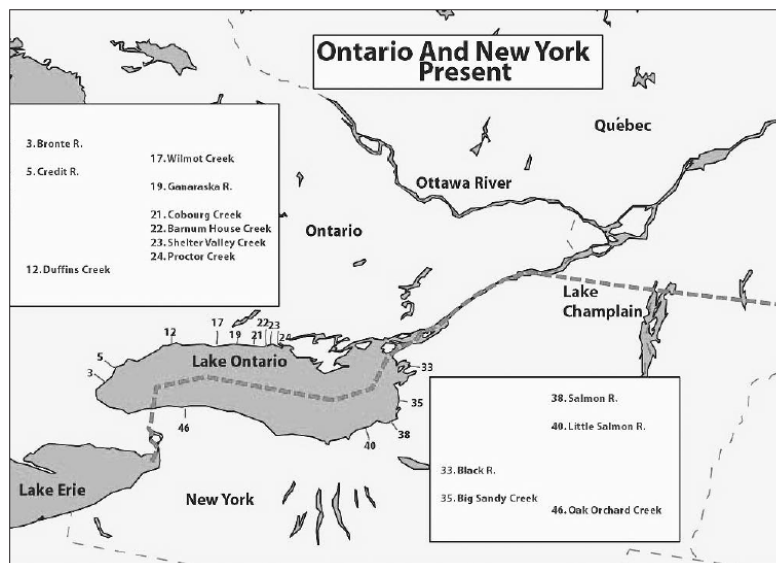 Ontario And New York
Present
Québec
3. Bronte R.
17. Wilmot Creek
5. Credit R.
19. Ganaraska R.
Ottawa River
21. Cobourg Creek
22. Barnum House Creek
Ontario
23. Shelter Valley Creek
24. Proctor Creek
12. Duffins Creek
Lake
Champlain
12
17
19
21
22
23
24
Lake Ontario
5
3
33
35
38
40
46
38. Salmon R.
40. Little Salmon R.
33. Black R.
35. Big Sandy Creek
46. Oak Orchard Creek
Lake Erie
New York